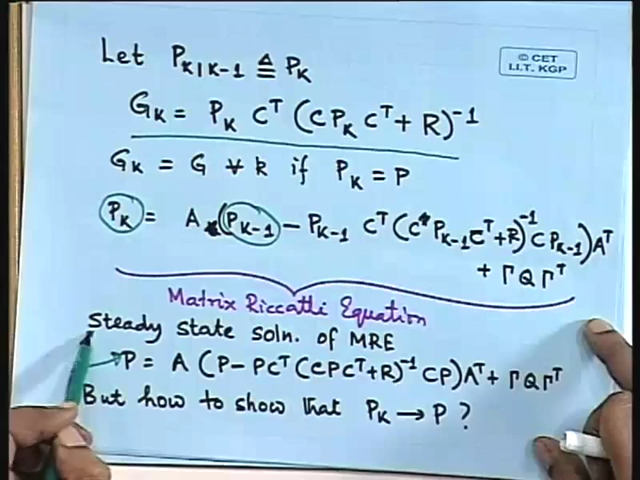 Let P_{K|K-1} ≜ P_K
© CET
I.I.T. KGP
G_K = P_K C^T (C P_K C^T + R)^{-1}
G_K = G ∀ k if P_K = P
P_K = A (P_{K-1} - P_{K-1} C^T (C P_{K-1} C^T + R)^{-1} C P_{K-1}) A^T
+ Γ Q Γ^T
Matrix Riccatti Equation
Steady state soln. of MRE
P = A (P - PC^T (CPC^T + R)^{-1} CP) A^T + Γ Q Γ^T
But how to show that P_K → P ?